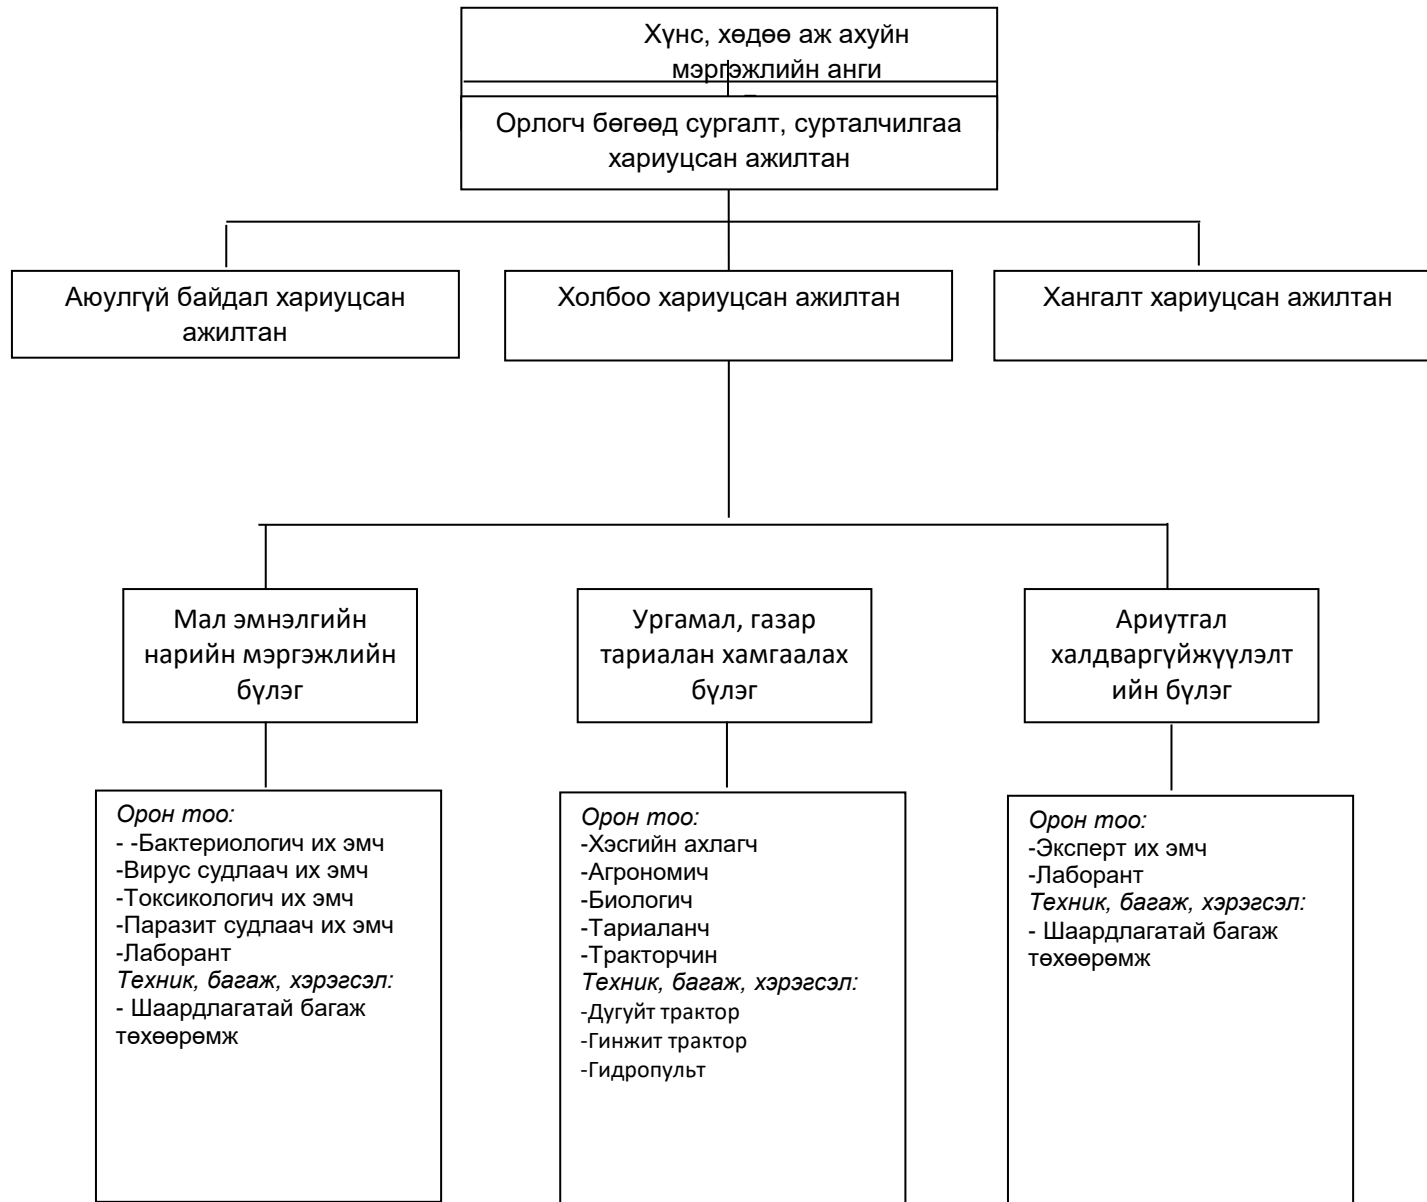 Хүнс, хөдөө аж ахуйн
мэргэжлийн анги
Орлогч бөгөөд сургалт, сурталчилгаа
хариуцсан ажилтан
Аюулгүй байдал хариуцсан
ажилтан
Холбоо хариуцсан ажилтан
Хангалт хариуцсан ажилтан
Мал эмнэлгийн
нарийн мэргэжлийн
бүлэг
Ургамал, газар
тариалан хамгаалах
бүлэг
Ариутгал
халдваргүйжүүлэлт
ийн бүлэг
Орон тоо:
- -Бактериологич их эмч
-Вирус судлаач их эмч
-Токсикологич их эмч
-Паразит судлаач их эмч
-Лаборант
Техник, багаж, хэрэгсэл:
- Шаардлагатай багаж
төхөөрөмж
Орон тоо:
-Хэсгийн ахлагч
-Агрономич
-Биологич
-Тариаланч
-Тракторчин
Техник, багаж, хэрэгсэл:
-Дугуйт трактор
-Гинжит трактор
-Гидропульт
Орон тоо:
-Эксперт их эмч
-Лаборант
Техник, багаж, хэрэгсэл:
- Шаардлагатай багаж
төхөөрөмж